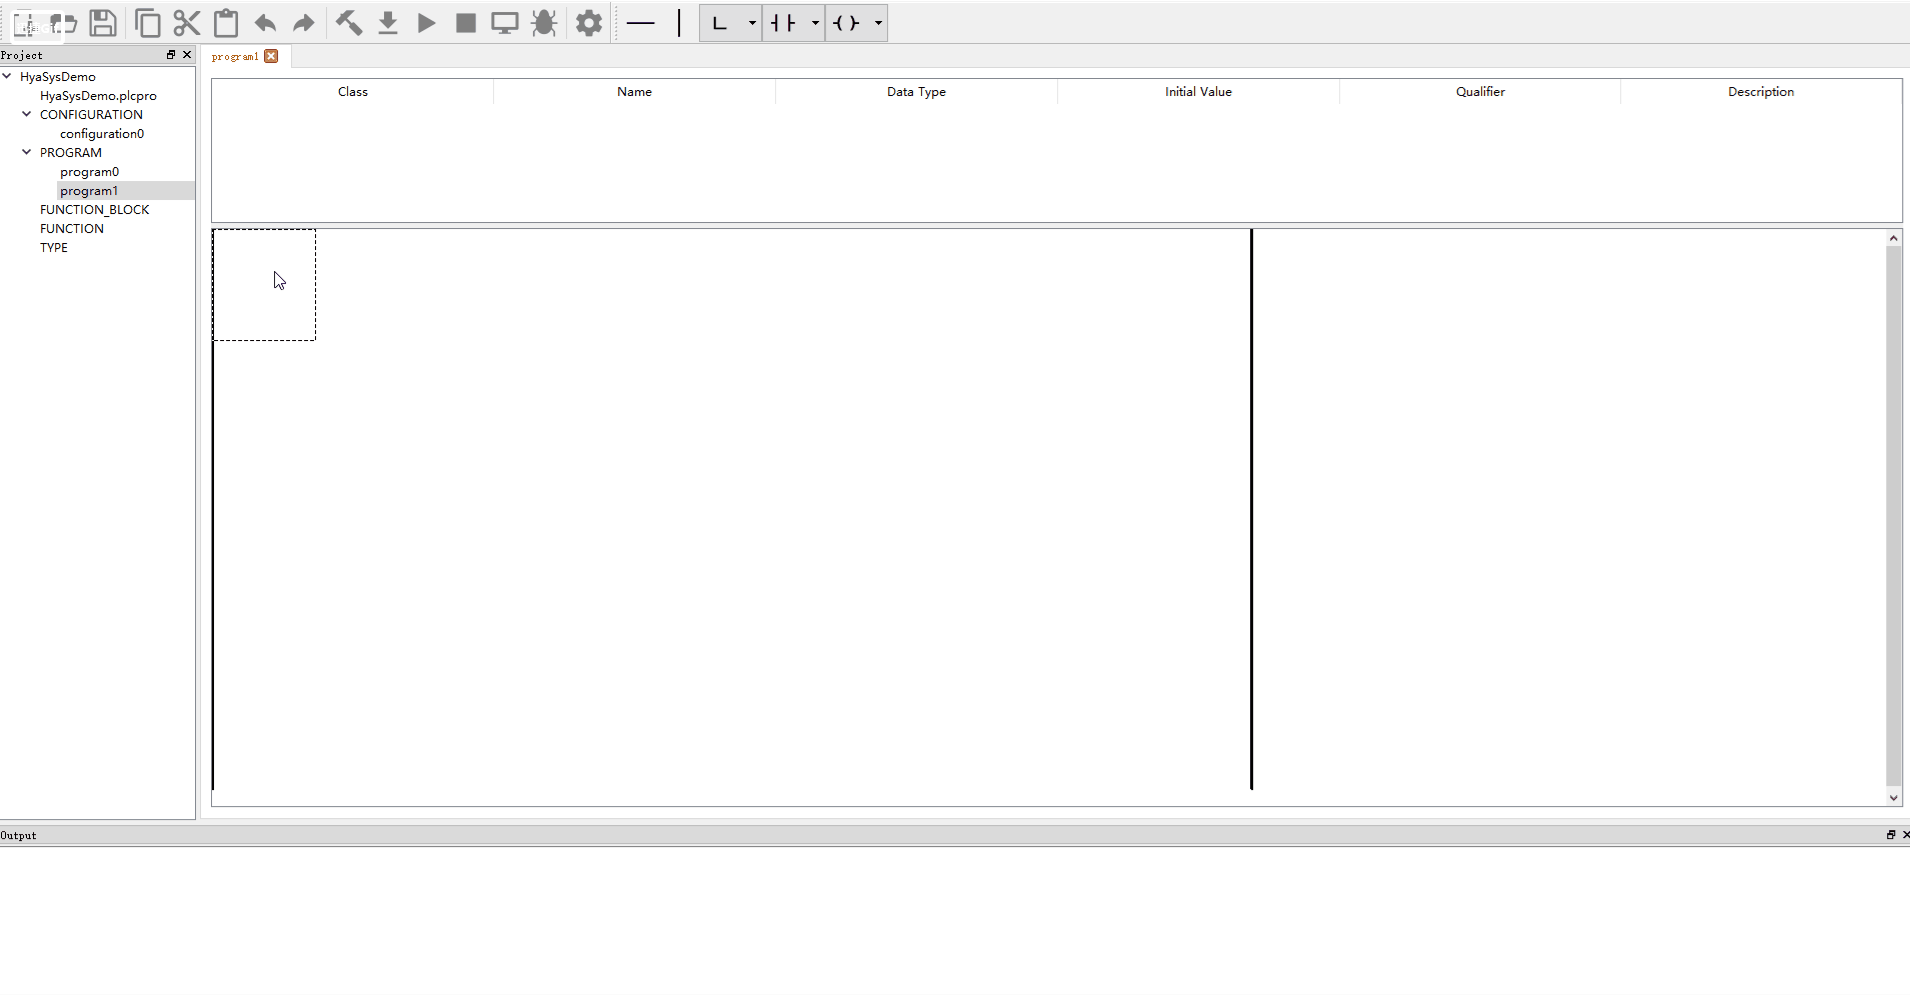 Project
program1
HyaSysDemo
HyaSysDemo.plcpro
CONFIGURATION
configuration0
PROGRAM
program0
program1
FUNCTION_BLOCK
FUNCTION
TYPE
Class Name Data Type Initial Value Qualifier Description
Output